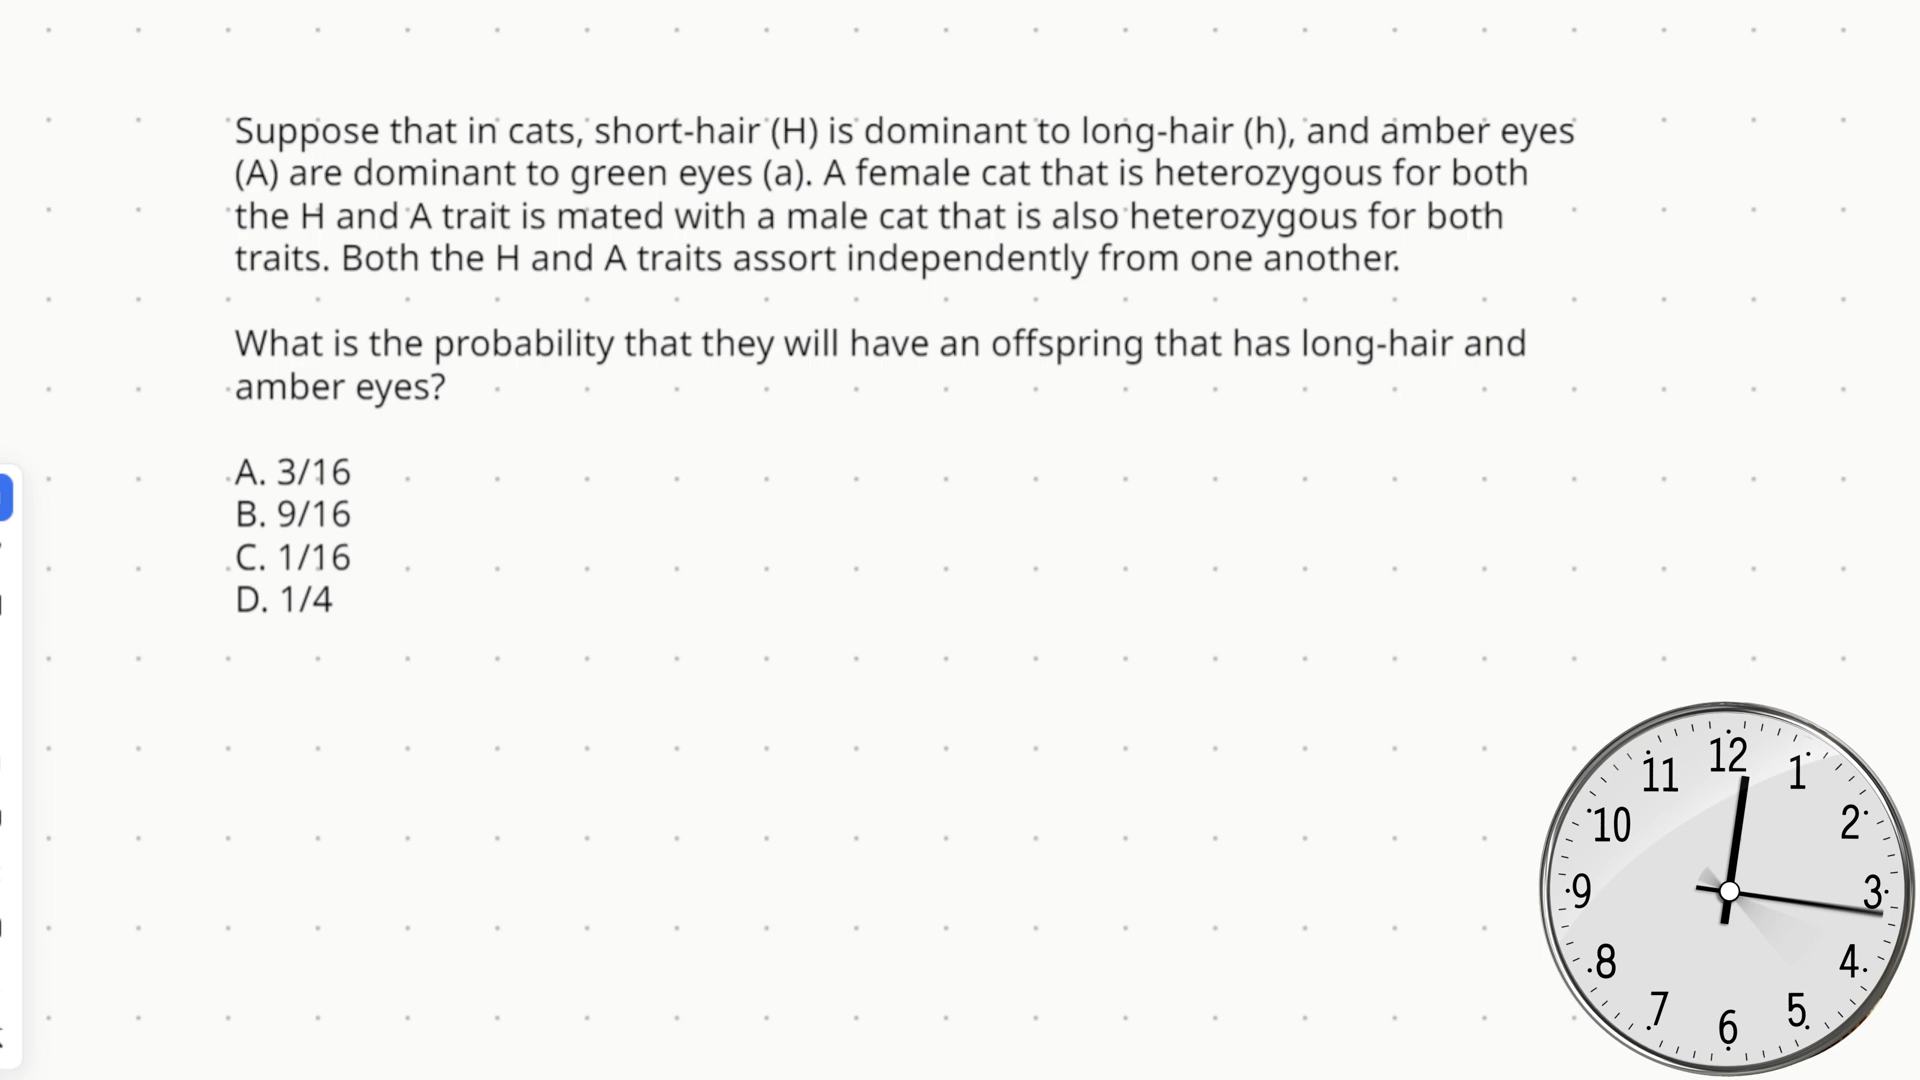 Suppose that in cats, short-hair (H) is dominant to long-hair (h), and amber eyes
(A) are dominant to green eyes (a). A female cat that is heterozygous for both
the H and A trait is mated with a male cat that is also heterozygous for both
traits. Both the H and A traits assort independently from one another.
What is the probability that they will have an offspring that has long-hair and
amber eyes?
A. 3/16
B. 9/16
C. 1/16
D. 1/4
12
11
1
10
2
9
3
8
4
7
5
6